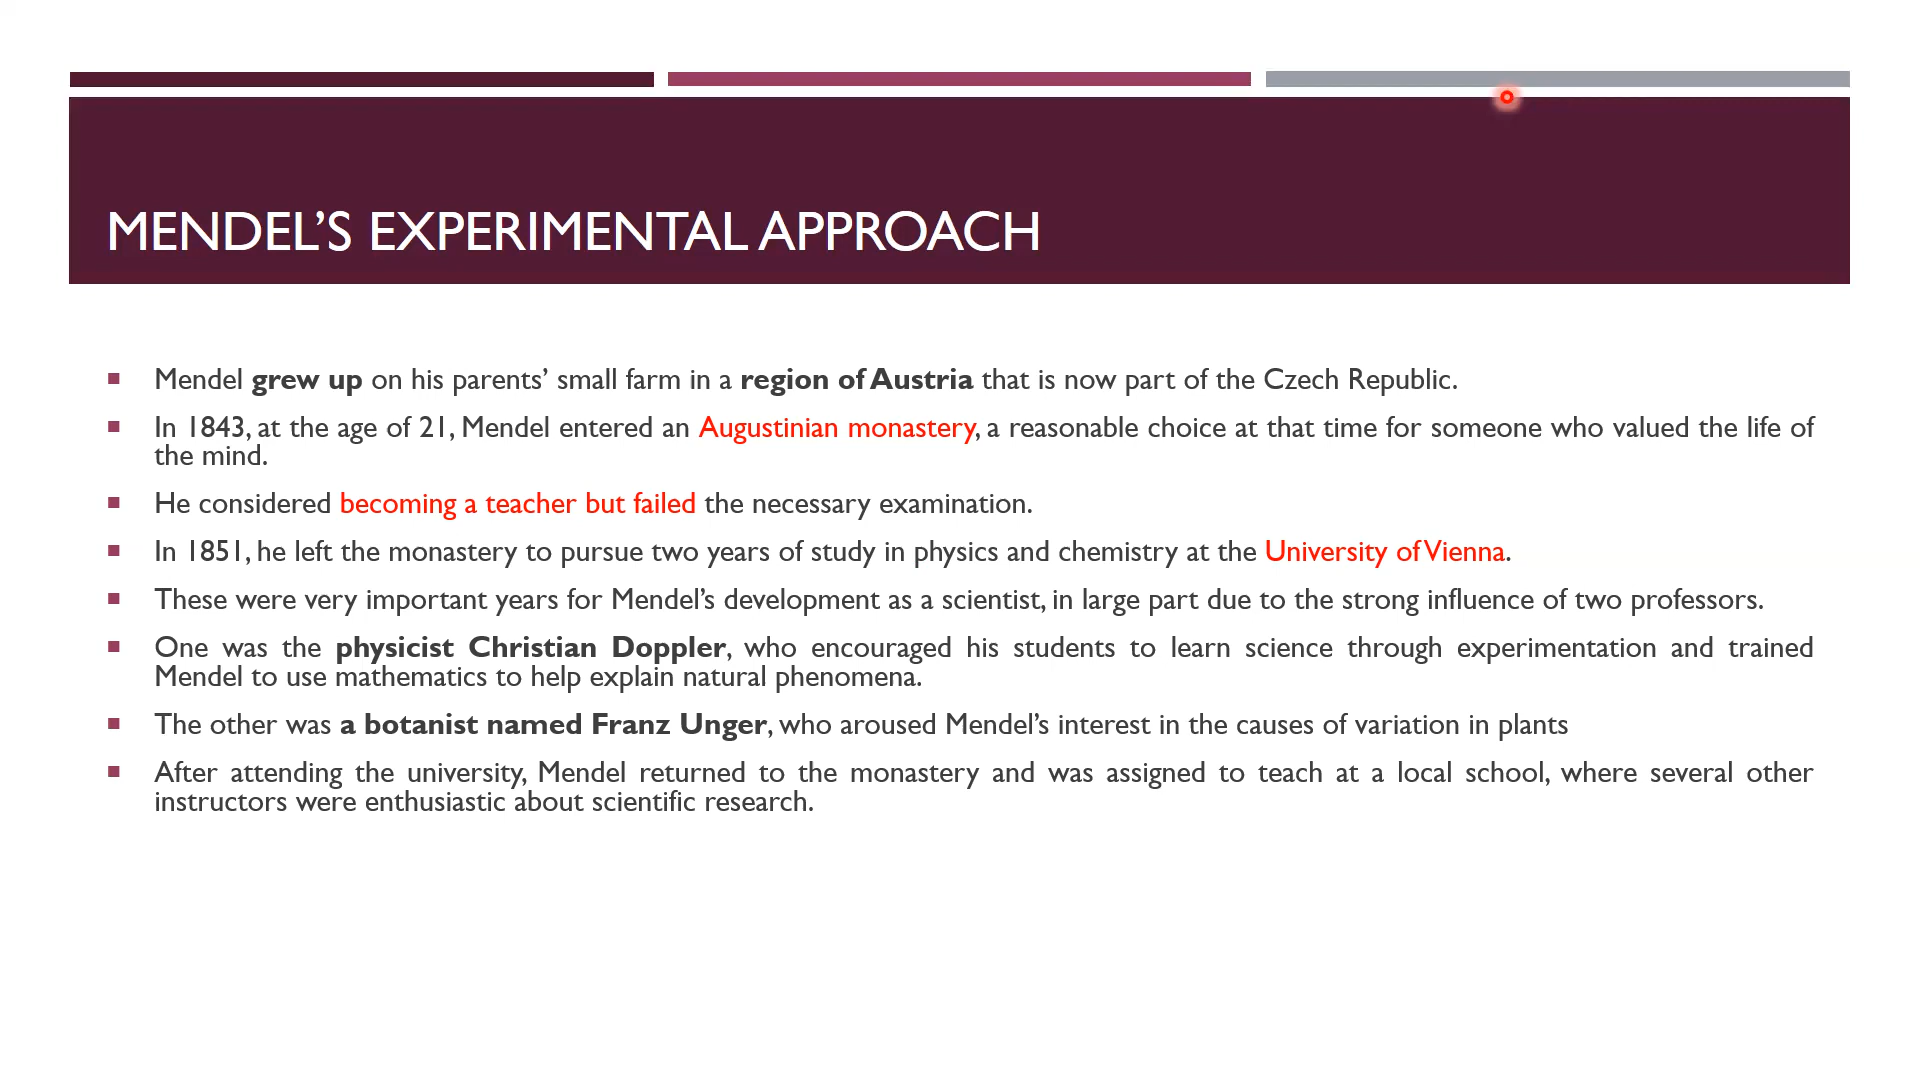 MENDEL’S EXPERIMENTAL APPROACH
Mendel grew up on his parents’ small farm in a region of Austria that is now part of the Czech Republic.
In 1843, at the age of 21, Mendel entered an Augustinian monastery, a reasonable choice at that time for someone who valued the life of
the mind.
He considered becoming a teacher but failed the necessary examination.
In 1851, he left the monastery to pursue two years of study in physics and chemistry at the University of Vienna.
These were very important years for Mendel’s development as a scientist, in large part due to the strong influence of two professors.
One was the physicist Christian Doppler, who encouraged his students to learn science through experimentation and trained
Mendel to use mathematics to help explain natural phenomena.
The other was a botanist named Franz Unger, who aroused Mendel’s interest in the causes of variation in plants
After attending the university, Mendel returned to the monastery and was assigned to teach at a local school, where several other
instructors were enthusiastic about scientific research.